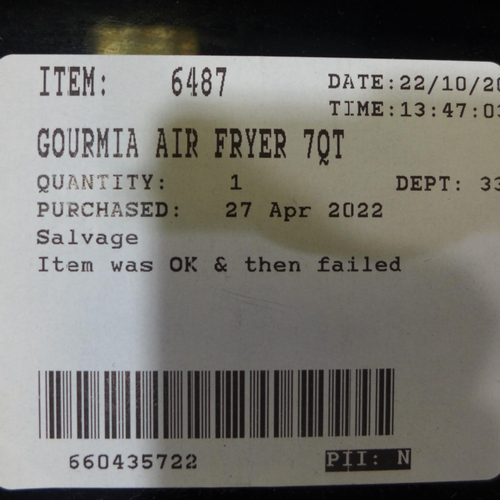 ITEM: 6487 DATE:22/10/20
TIME:13:47:03
GOURMIA AIR FRYER 7QT
QUANTITY: 1 DEPT: 33
PURCHASED: 27 Apr 2022
Salvage
Item was OK & then failed
660435722 PII: N